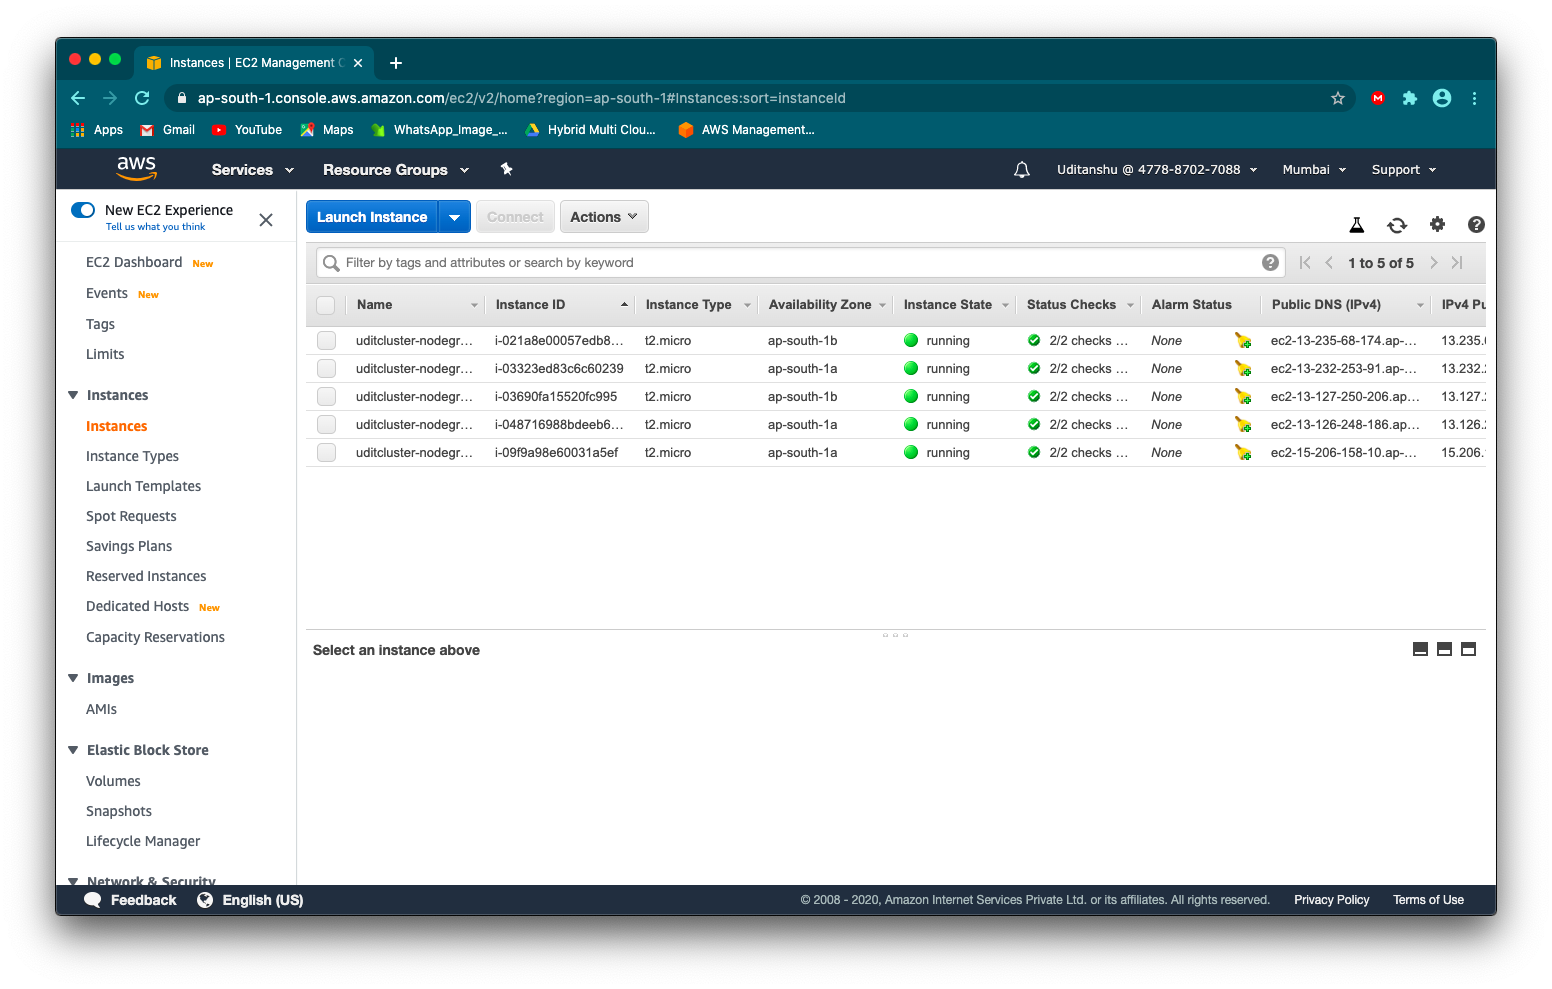 Instances | EC2 Management C
ap-south-1.console.aws.amazon.com/ec2/v2/home?region=ap-south-1#Instances:sort=instanceId
Apps Gmail YouTube Maps WhatsApp_Image_... Hybrid Multi Clou... AWS Management...
aws Services Resource Groups Uditanshu @ 4778-8702-7088 Mumbai Support
New EC2 Experience
Tell us what you think
EC2 Dashboard New
Events New
Tags
Limits
Instances
Instances
Instance Types
Launch Templates
Spot Requests
Savings Plans
Reserved Instances
Dedicated Hosts New
Capacity Reservations
Images
AMIs
Elastic Block Store
Volumes
Snapshots
Lifecycle Manager
Network & Security
Launch Instance Connect Actions
Filter by tags and attributes or search by keyword 1 to 5 of 5
Name Instance ID Instance Type Availability Zone Instance State Status Checks Alarm Status Public DNS (IPv4) IPv4 Pu
uditcluster-nodegr... i-021a8e00057edb8... t2.micro ap-south-1b running 2/2 checks ... None ec2-13-235-68-174.ap-... 13.235.
uditcluster-nodegr... i-03323ed83c6c60239 t2.micro ap-south-1a running 2/2 checks ... None ec2-13-232-253-91.ap-... 13.232.
uditcluster-nodegr... i-03690fa15520fc995 t2.micro ap-south-1b running 2/2 checks ... None ec2-13-127-250-206.ap... 13.127.
uditcluster-nodegr... i-048716988bdeeb6... t2.micro ap-south-1a running 2/2 checks ... None ec2-13-126-248-186.ap... 13.126.
uditcluster-nodegr... i-09f9a98e60031a5ef t2.micro ap-south-1a running 2/2 checks ... None ec2-15-206-158-10.ap-... 15.206.
Select an instance above
Feedback English (US) © 2008 - 2020, Amazon Internet Services Private Ltd. or its affiliates. All rights reserved. Privacy Policy Terms of Use